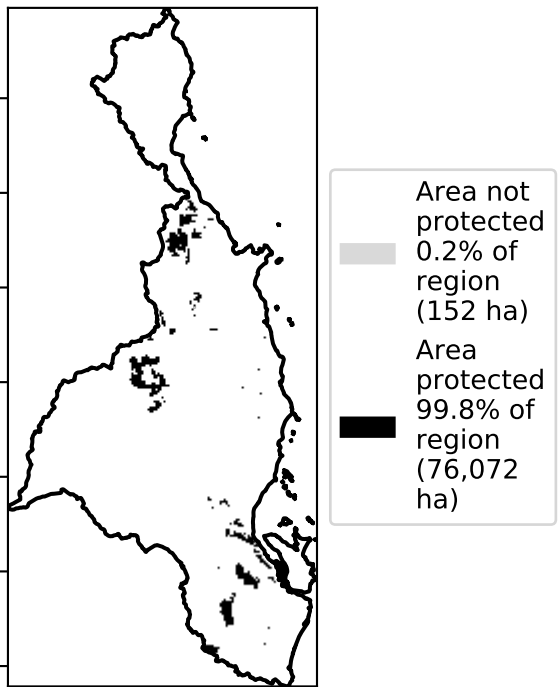 Area not
protected
0.2% of
region
(152 ha)
Area
protected
99.8% of
region
(76,072
ha)